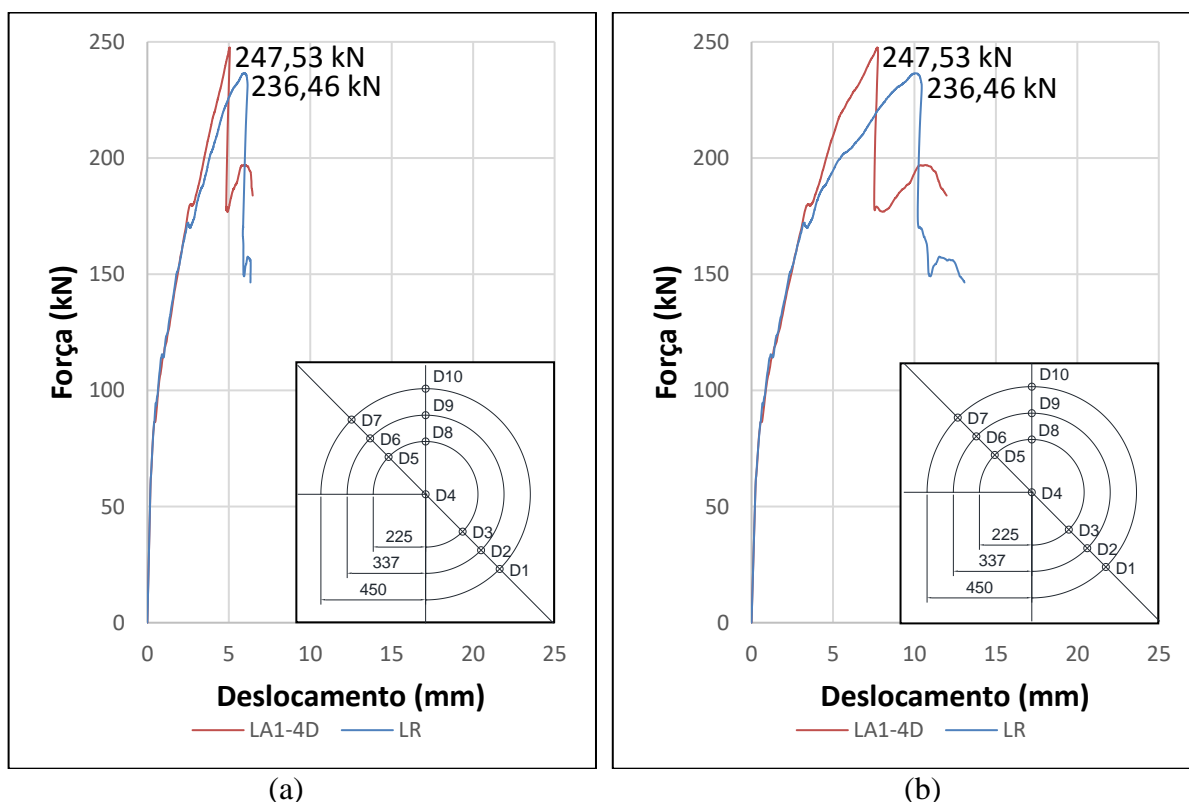 250
200
150
100
50
0
Força (kN)
247,53 kN
236,46 kN
D10
D9
D8
D7
D6
D5
D4
D3
D2
D1
225
337
450
0 5 10 15 20 25
Deslocamento (mm)
LA1-4D LR
(a)
250
200
150
100
50
0
Força (kN)
247,53 kN
236,46 kN
D10
D9
D8
D7
D6
D5
D4
D3
D2
D1
225
337
450
0 5 10 15 20 25
Deslocamento (mm)
LA1-4D LR
(b)